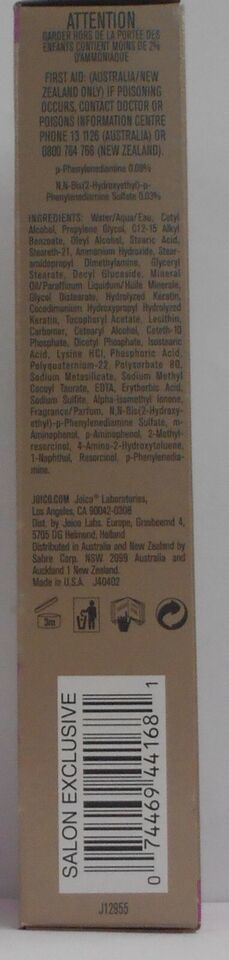 ATTENTION
GARDER HORS DE LA PORTEE DES
ENFANTS CONTIENT MOINS DE 2%
D'AMMONIAQUE
FIRST AID: (AUSTRALIA/NEW
ZEALAND ONLY) IF POISONING
OCCURS, CONTACT DOCTOR OR
POISONS INFORMATION CENTRE
PHONE 13 1126 (AUSTRALIA) OR
0800 764 766 (NEW ZEALAND).
p-Phenylenediamine 0.09%
N,N-Bis(2-Hydroxyethyl)-p-
Phenylenediamine Sulfate 0.03%
INGREDIENTS: Water/Aqua/Eau, Cetyl
Alcohol, Propylene Glycol, C12-15 Alkyl
Benzoate, Oleyl Alcohol, Stearic Acid,
Steareth-21, Ammonium Hydroxide, Stear-
amidopropyl Dimethylamine, Glyceryl
Stearate, Decyl Glucoside, Mineral
Oil/Paraffinum Liquidum/Huile Minerale,
Glycol Distearate, Hydrolyzed Keratin,
Cocodimonium Hydroxypropyl Hydrolyzed
Keratin, Tocopheryl Acetate, Lecithin,
Carbomer, Cetearyl Alcohol, Ceteth-10
Phosphate, Dicetyl Phosphate, Isostearic
Acid, Lysine HCl, Phosphoric Acid,
Polyquaternium-22, Polysorbate 80,
Sodium Metasilicate, Sodium Methyl
Cocoyl Taurate, EDTA, Erythorbic Acid,
Sodium Sulfite, Alpha-Isomethyl Ionone,
Fragrance/Parfum, N,N-Bis(2-Hydroxy-
ethyl)-p-Phenylenediamine Sulfate, m-
Aminophenol, p-Aminophenol, 2-Methyl-
resorcinol, 4-Amino-2-Hydroxytoluene,
1-Naphthol, Resorcinol, p-Phenylenedia-
mine.
JOICO.COM Joico® Laboratories,
Los Angeles, CA 90042-0308
Dist. by Joico Labs. Europe, Grasbeemd 4,
5705 DG Helmond, Holland
Distributed in Australia and New Zealand by
Sabre Corp. NSW 2099 Australia and
Auckland 1 New Zealand.
Made in U.S.A. J40402
3m
SALON EXCLUSIVE
0 74469 44168 1
J12955